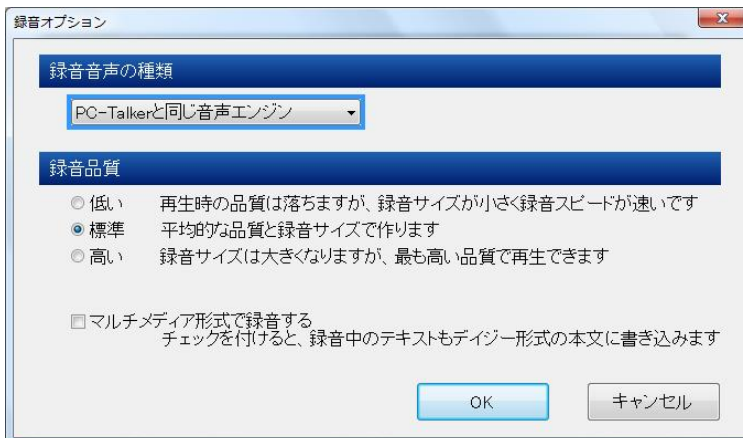 録音オプション
録音音声の種類
PC-Talkerと同じ音声エンジン
録音品質
低い 再生時の品質は落ちますが、録音サイズが小さく録音スピードが速いです
標準 平均的な品質と録音サイズで作ります
高い 録音サイズは大きくなりますが、最も高い品質で再生できます
マルチメディア形式で録音する
チェックを付けると、録音中のテキストもデイジー形式の本文に書き込みます
OK キャンセル